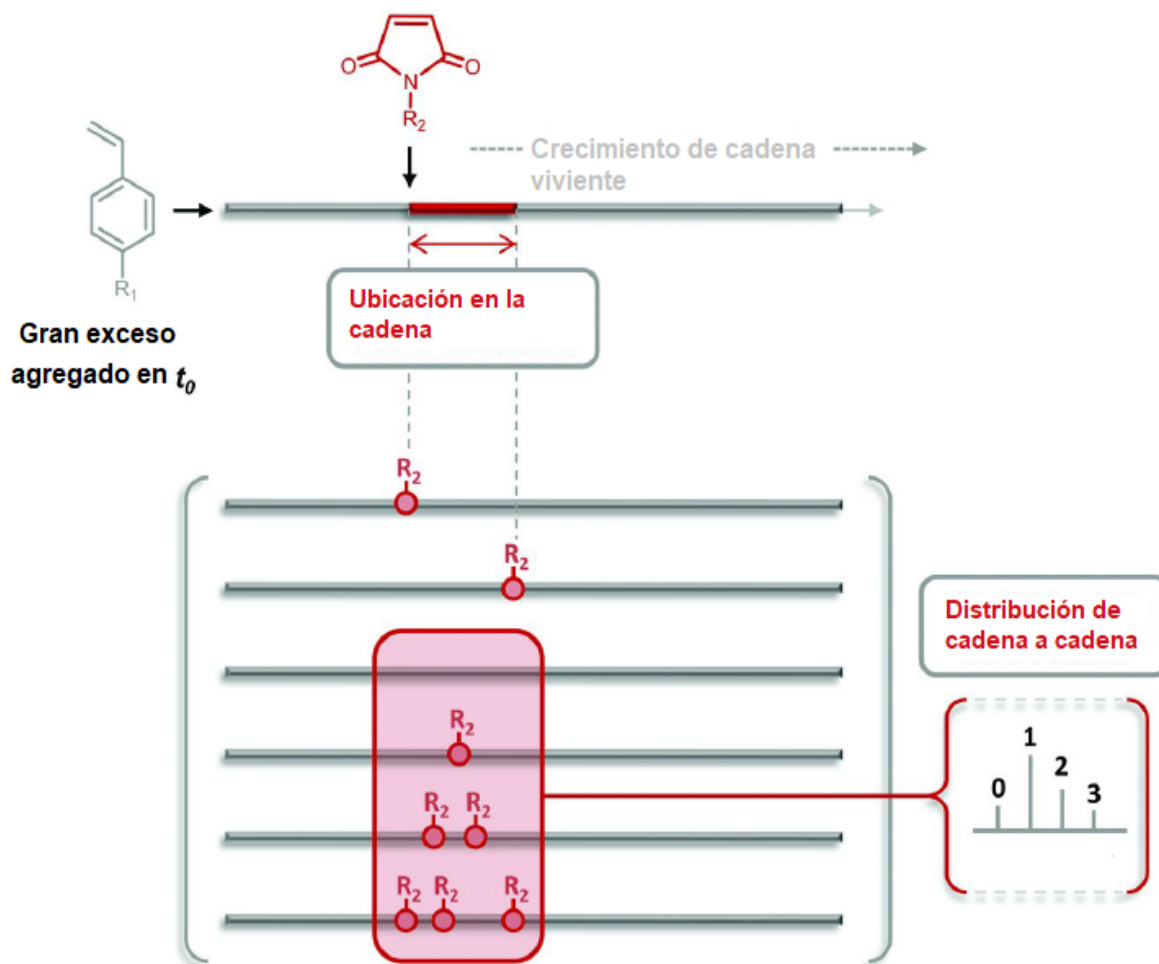 O
O
N
R₂
Crecimiento de cadena
viviente
R₁
Gran exceso
agregado en t₀
Ubicación en la
cadena
R₂
R₂
R₂
R₂ R₂
R₂ R₂ R₂
Distribución de
cadena a cadena
0
1
2
3